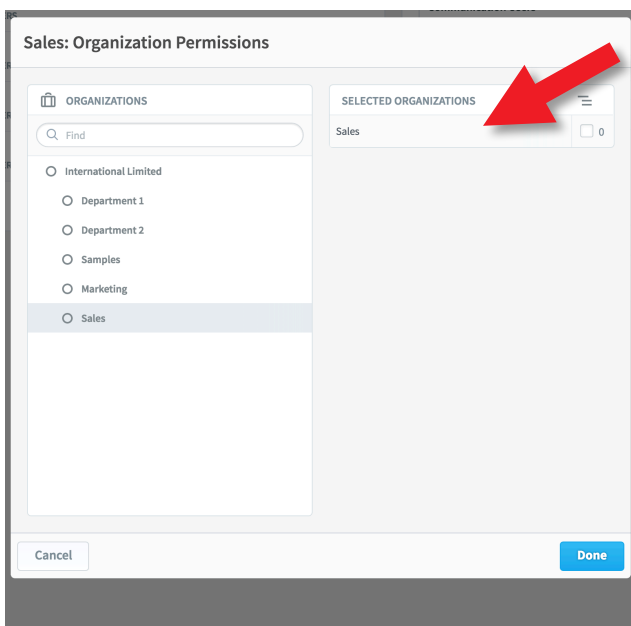 Sales: Organization Permissions
ORGANIZATIONS
Find
International Limited
Department 1
Department 2
Samples
Marketing
Sales
SELECTED ORGANIZATIONS
Sales
0
Cancel
Done